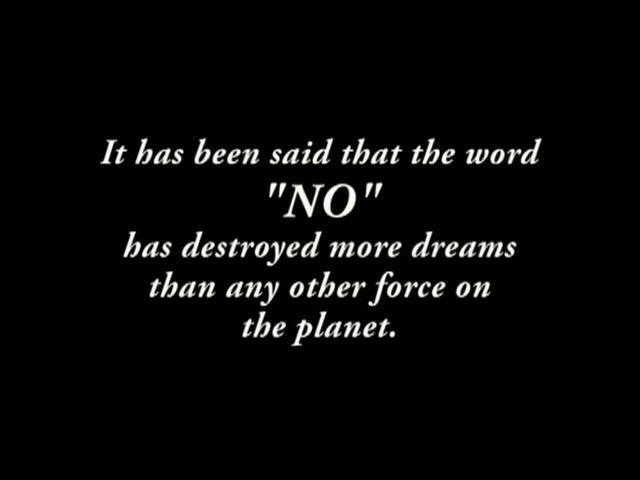 It has been said that the word
"NO"
has destroyed more dreams
than any other force on
the planet.